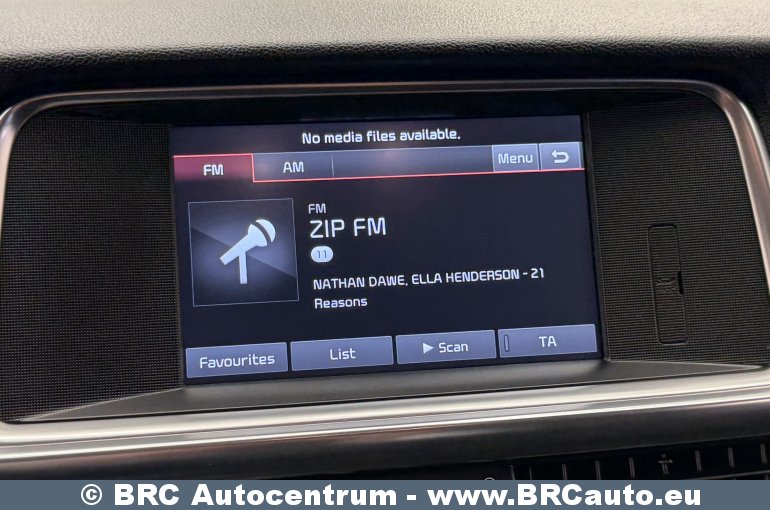 No media files available.
FM
AM
Menu
FM
ZIP FM
11
NATHAN DAWE, ELLA HENDERSON - 21
Reasons
Favourites
List
Scan
TA
© BRC Autocentrum - www.BRCauto.eu